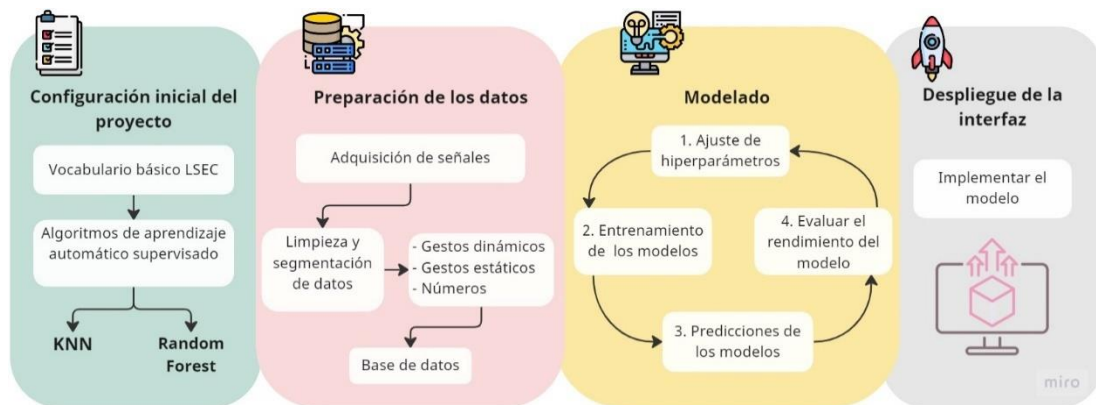 Configuración inicial del
proyecto
Vocabulario básico LSEC
Algoritmos de aprendizaje
automático supervisado
KNN
Random
Forest
Preparación de los datos
Adquisición de señales
Limpieza y
segmentación
de datos
- Gestos dinámicos
- Gestos estáticos
- Números
Base de datos
Modelado
1. Ajuste de
hiperparámetros
2. Entrenamiento
de los modelos
3. Predicciones de
los modelos
4. Evaluar el
rendimiento del
modelo
Despliegue de la
interfaz
Implementar el
modelo
miro